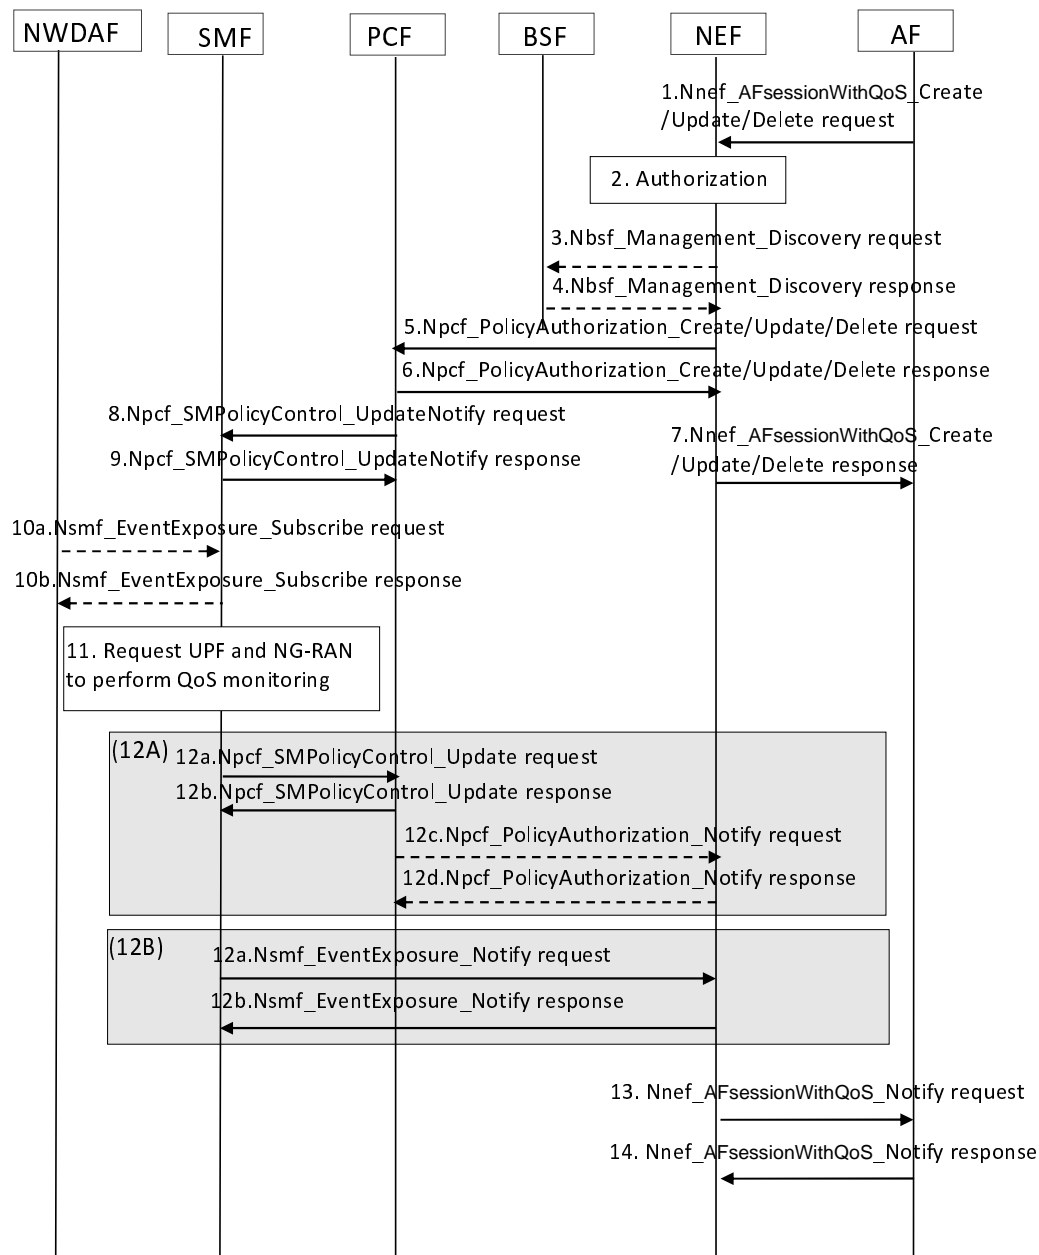 NWDAF
SMF
PCF
BSF
NEF
AF
1.Nnef_AFsessionWithQoS_Create
/Update/Delete request
2. Authorization
3.Nbsf_Management_Discovery request
4.Nbsf_Management_Discovery response
5.Npcf_PolicyAuthorization_Create/Update/Delete request
6.Npcf_PolicyAuthorization_Create/Update/Delete response
8.Npcf_SMPolicyControl_UpdateNotify request
7.Nnef_AFsessionWithQoS_Create
/Update/Delete response
9.Npcf_SMPolicyControl_UpdateNotify response
10a.Nsmf_EventExposure_Subscribe request
10b.Nsmf_EventExposure_Subscribe response
11. Request UPF and NG-RAN
to perform QoS monitoring
(12A)
12a.Npcf_SMPolicyControl_Update request
12b.Npcf_SMPolicyControl_Update response
12c.Npcf_PolicyAuthorization_Notify request
12d.Npcf_PolicyAuthorization_Notify response
(12B)
12a.Nsmf_EventExposure_Notify request
12b.Nsmf_EventExposure_Notify response
13. Nnef_AFsessionWithQoS_Notify request
14. Nnef_AFsessionWithQoS_Notify response